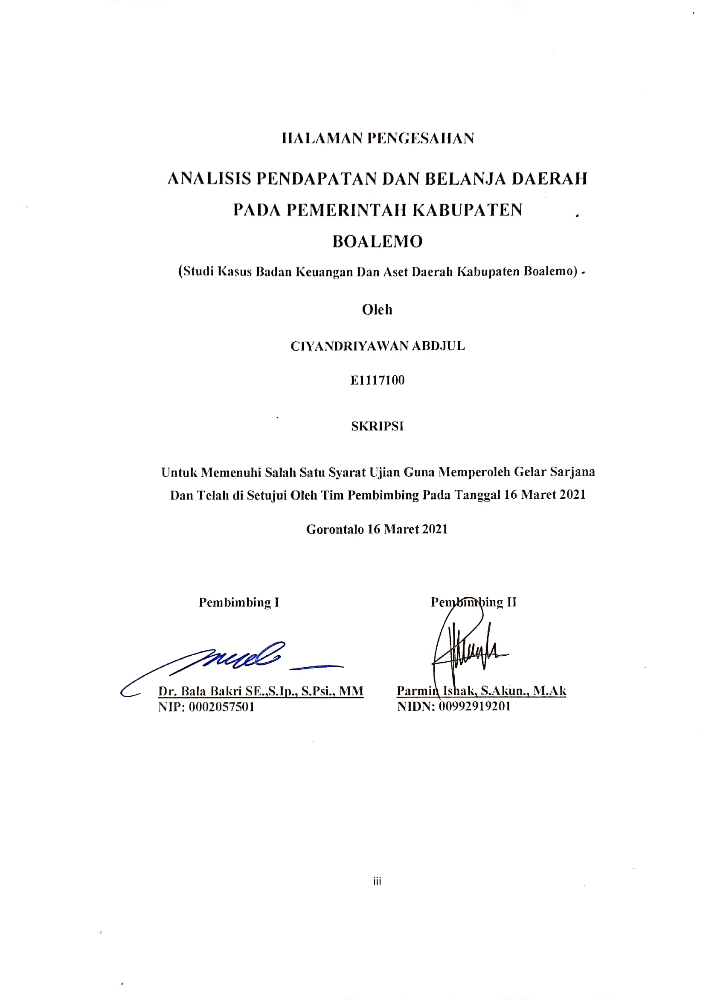 HALAMAN PENGESAHAN
ANALISIS PENDAPATAN DAN BELANJA DAERAH
PADA PEMERINTAH KABUPATEN
BOALEMO
(Studi Kasus Badan Keuangan Dan Aset Daerah Kabupaten Boalemo)
Oleh
CIYANDRIYAWAN ABDJUL
E1117100
SKRIPSI
Untuk Memenuhi Salah Satu Syarat Ujian Guna Memperoleh Gelar Sarjana
Dan Telah di Setujui Oleh Tim Pembimbing Pada Tanggal 16 Maret 2021
Gorontalo 16 Maret 2021
Pembimbing I Pembimbing II
Dr. Bala Bakri SE.,S.Ip., S.Psi., MM Parmin Ishak, S.Akun., M.Ak
NIP: 0002057501 NIDN: 00992919201
iii